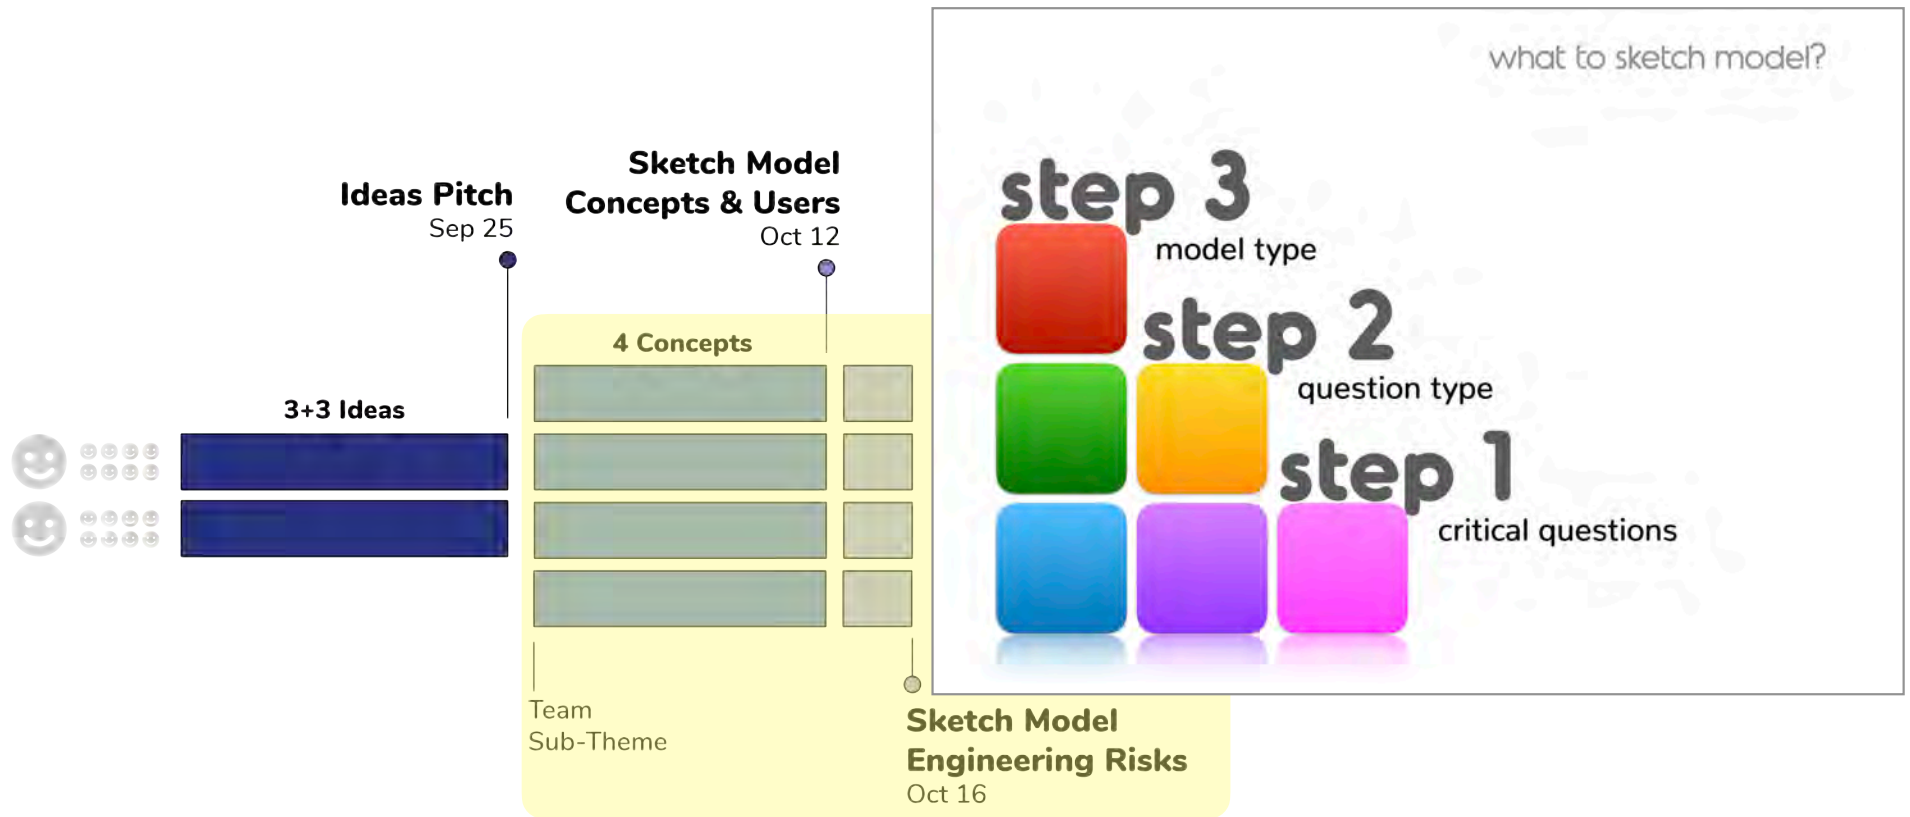 Ideas Pitch
Sep 25
3+3 Ideas
Sketch Model
Concepts & Users
Oct 12
4 Concepts
Team
Sub-Theme
Sketch Model
Engineering Risks
Oct 16
what to sketch model?
step 3
model type
step 2
question type
step 1
critical questions